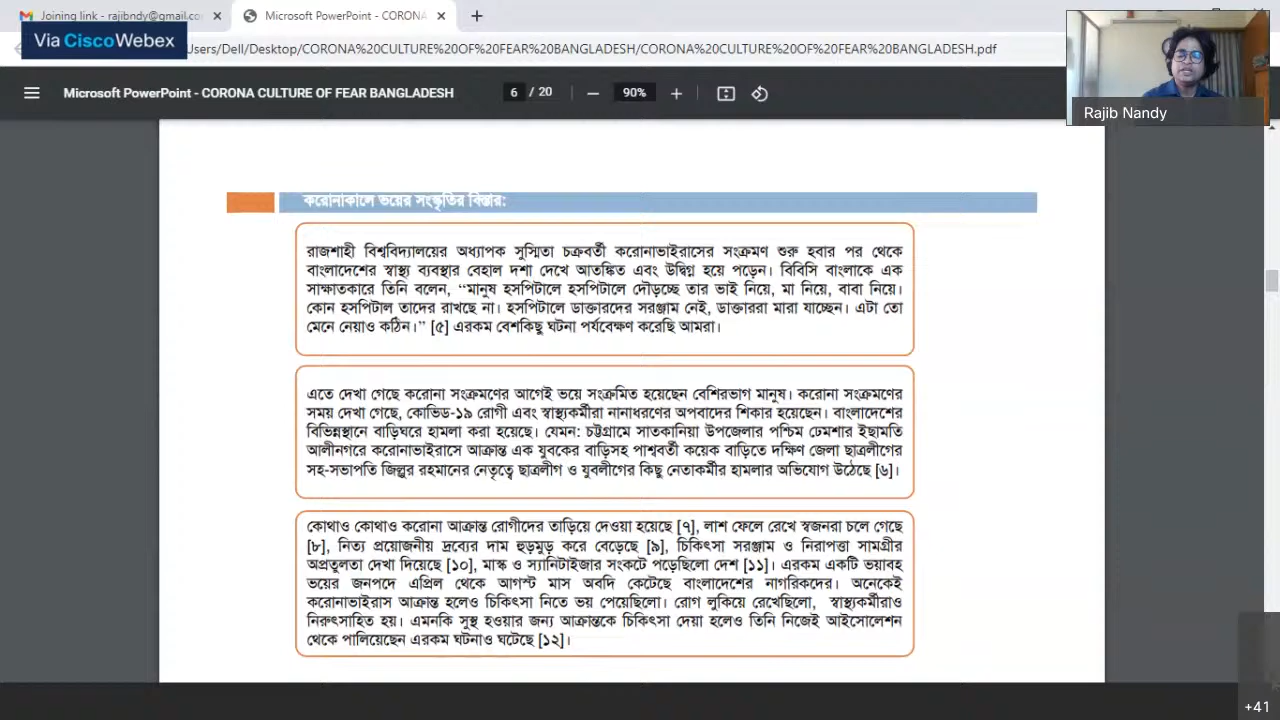 Joining link - rajibndy@gmail.co
Microsoft PowerPoint - CORONA
Via CiscoWebex
Jsers/Dell/Desktop/CORONA%20CULTURE%20OF%20FEAR%20BANGLADESH/CORONA%20CULTURE%20OF%20FEAR%20BANGLADESH.pdf
Microsoft PowerPoint - CORONA CULTURE OF FEAR BANGLADESH
6 / 20
90%
Rajib Nandy
করোনাকালে ভয়ের সংস্কৃতির বিস্তার:
রাজশাহী বিশ্ববিদ্যালয়ের অধ্যাপক সুস্মিতা চক্রবর্তী করোনাভাইরাসের সংক্রমণ শুরু হবার পর থেকে
বাংলাদেশের স্বাস্থ্য ব্যবস্থার বেহাল দশা দেখে আতঙ্কিত এবং উদ্বিগ্ন হয়ে পড়েন। বিবিসি বাংলাকে এক
সাক্ষাতকারে তিনি বলেন, “মানুষ হসপিটালে হসপিটালে দৌড়চ্ছে তার ভাই নিয়ে, মা নিয়ে, বাবা নিয়ে।
কোন হসপিটাল তাদের রাখছে না। হসপিটালে ডাক্তারদের সরঞ্জাম নেই, ডাক্তাররা মারা যাচ্ছেন। এটা তো
মেনে নেয়াও কঠিন।” [৫] এরকম বেশকিছু ঘটনা পর্যবেক্ষণ করেছি আমরা।
এতে দেখা গেছে করোনা সংক্রমণের আগেই ভয়ে সংক্রমিত হয়েছেন বেশিরভাগ মানুষ। করোনা সংক্রমণের
সময় দেখা গেছে, কোভিড-১৯ রোগী এবং স্বাস্থ্যকর্মীরা নানাধরণের অপবাদের শিকার হয়েছেন। বাংলাদেশের
বিভিন্নস্থানে বাড়িঘরে হামলা করা হয়েছে। যেমন: চট্টগ্রামে সাতকানিয়া উপজেলার পশ্চিম ঢেমশার ইছামতি
আলীনগরে করোনাভাইরাসে আক্রান্ত এক যুবকের বাড়িসহ পাশ্ববর্তী কয়েক বাড়িতে দক্ষিণ জেলা ছাত্রলীগের
সহ-সভাপতি জিল্লুর রহমানের নেতৃত্বে ছাত্রলীগ ও যুবলীগের কিছু নেতাকর্মীর হামলার অভিযোগ উঠেছে [৬]।
কোথাও কোথাও করোনা আক্রান্ত রোগীদের তাড়িয়ে দেওয়া হয়েছে [৭], লাশ ফেলে রেখে স্বজনরা চলে গেছে
[৮], নিত্য প্রয়োজনীয় দ্রব্যের দাম হুড়মুড় করে বেড়েছে [৯], চিকিৎসা সরঞ্জাম ও নিরাপত্তা সামগ্রীর
অপ্রতুলতা দেখা দিয়েছে [১০], মাস্ক ও স্যানিটাইজার সংকটে পড়েছিলো দেশ [১১]। এরকম একটি ভয়াবহ
ভয়ের জনপদে এপ্রিল থেকে আগস্ট মাস অবদি কেটেছে বাংলাদেশের নাগরিকদের। অনেকেই
করোনাভাইরাস আক্রান্ত হলেও চিকিৎসা নিতে ভয় পেয়েছিলো। রোগ লুকিয়ে রেখেছিলো, স্বাস্থ্যকর্মীরাও
নিরুৎসাহিত হয়। এমনকি সুস্থ হওয়ার জন্য আক্রান্তকে চিকিৎসা দেয়া হলেও তিনি নিজেই আইসোলেশন
থেকে পালিয়েছেন এরকম ঘটনাও ঘটেছে [১২]।
+41